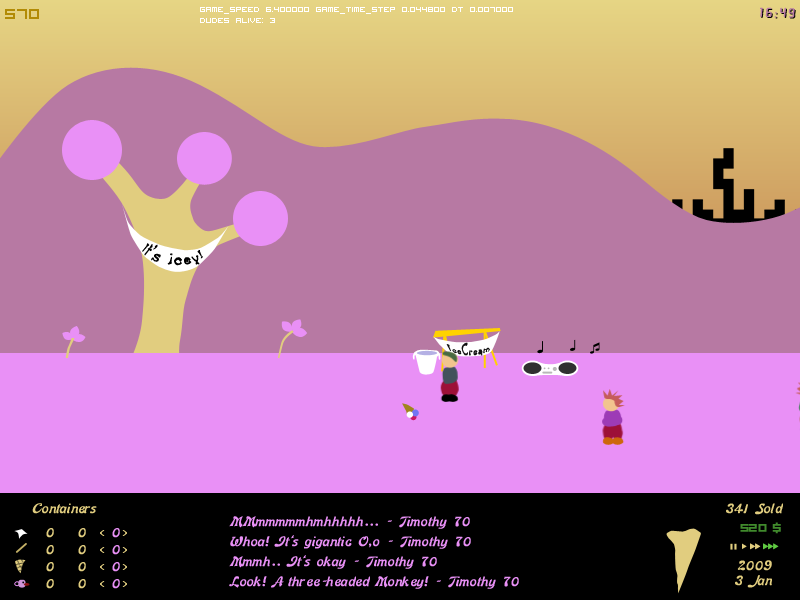 570
GAME_SPEED 6.400000 GAME_TIME_STEP 0.044800 DT 0.007000
DUDES ALIVE: 3
16:49
It's icey!
IceCream
Containers
0 0 < 0 >
0 0 < 0 >
0 0 < 0 >
0 0 < 0 >
MMmmmmmhmhhhhh... - Timothy 70
Whoa! It's gigantic O,o - Timothy 70
Mmmh.. It's okay - Timothy 70
Look! A three-headed Monkey! - Timothy 70
341 Sold
520 $
2009
3 Jan